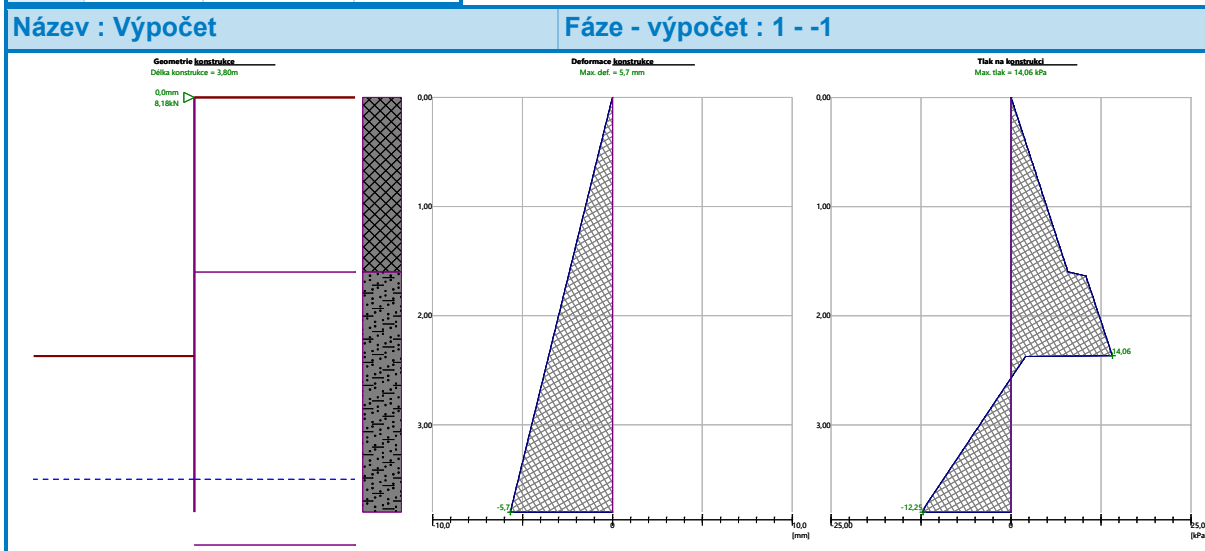 Název : Výpočet
Fáze - výpočet : 1 - -1
Geometrie konstrukce
Délka konstrukce = 3,80m
0,0mm
8,18kN
Deformace konstrukce
Max. def. = 5,7 mm
0,00
1,00
2,00
3,00
-5,7
-10,0
0
10,0
[mm]
Tlak na konstrukci
Max. tlak = 14,06 kPa
0,00
1,00
2,00
3,00
14,06
-12,25
-25,00
0
25,00
[kPa]